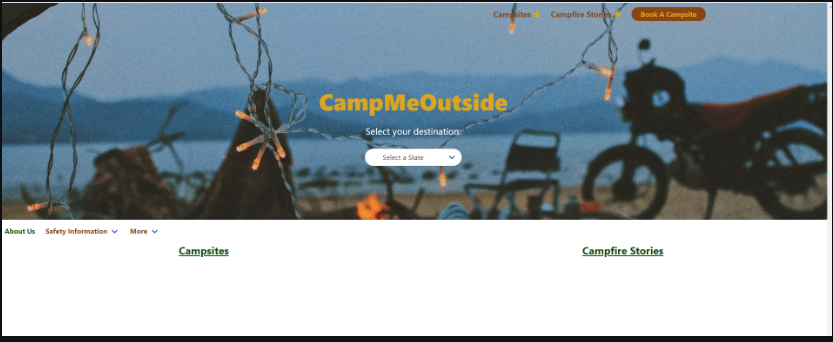 Campsites Campfire Stories Book A Campsite
CampMeOutside
Select your destination:
Select a State
About Us Safety Information More
Campsites Campfire Stories